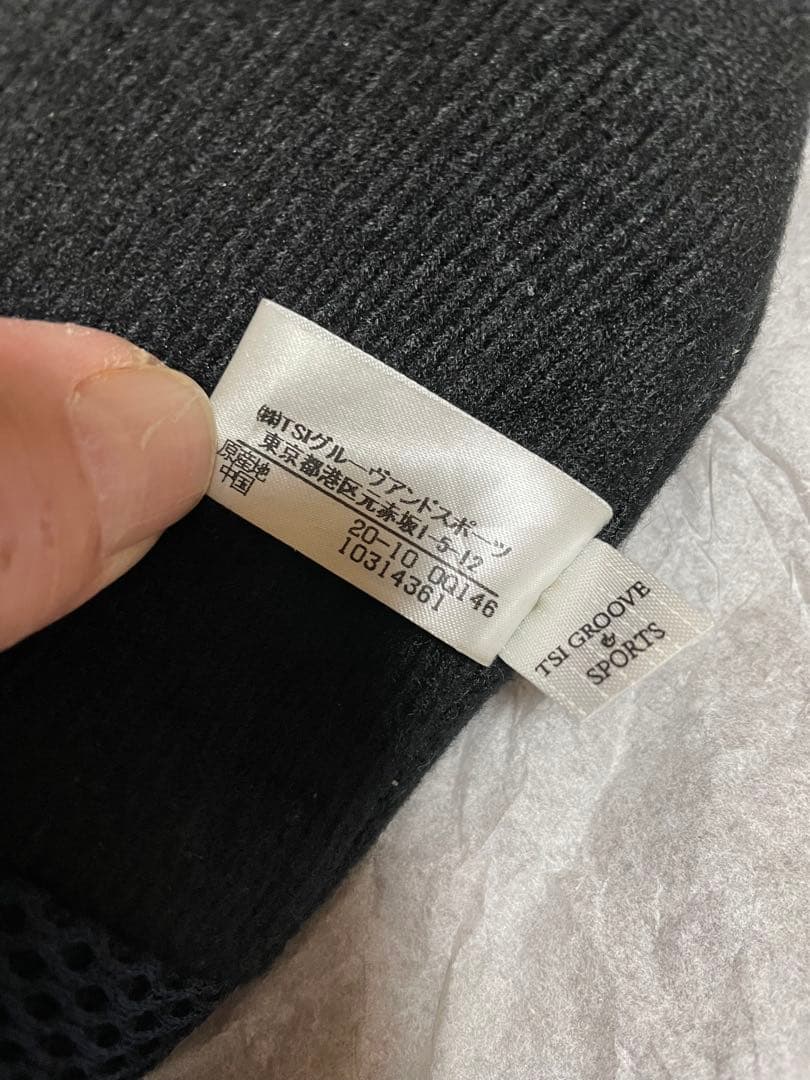 ㈱TSIグルーヴアンドスポーツ
東京都港区元赤坂1-5-12
原産地
中国
20-10 0Q146
10314361
TSI GROOVE
&
SPORTS